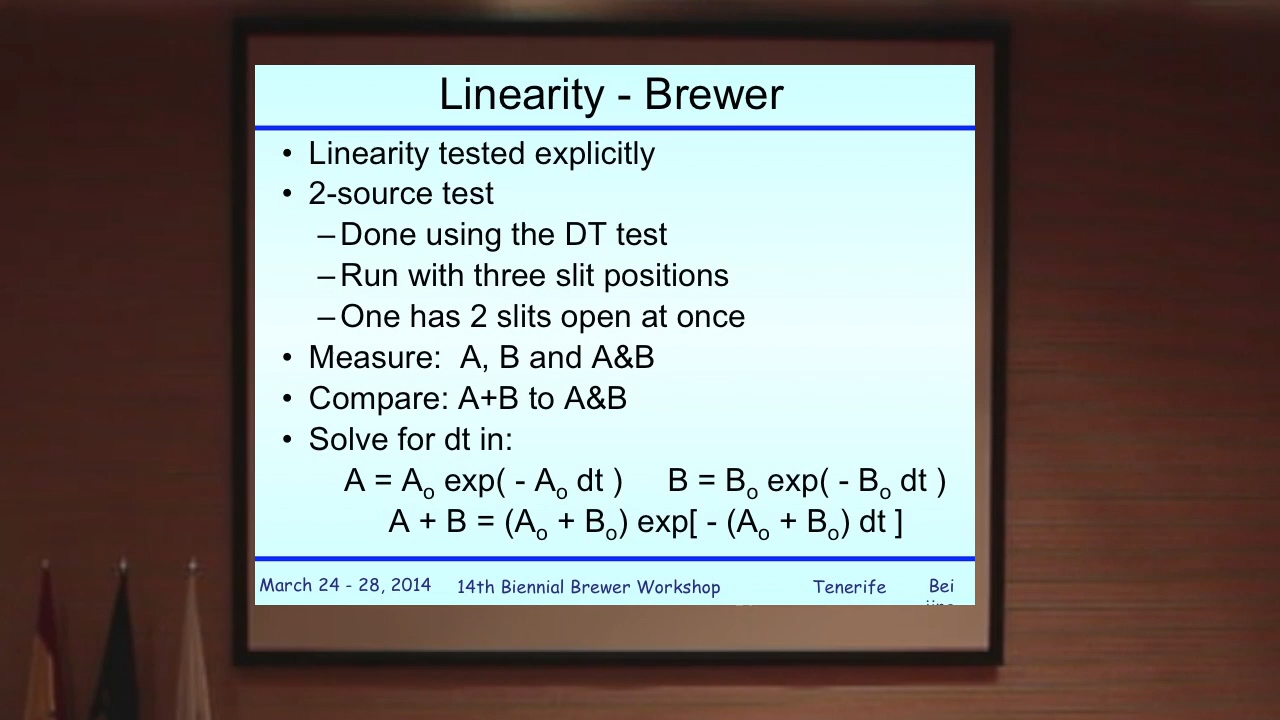 Linearity - Brewer
• Linearity tested explicitly
• 2-source test
– Done using the DT test
– Run with three slit positions
– One has 2 slits open at once
• Measure: A, B and A&B
• Compare: A+B to A&B
• Solve for dt in:
A = Aₒ exp( - Aₒ dt ) B = Bₒ exp( - Bₒ dt )
A + B = (Aₒ + Bₒ) exp[ - (Aₒ + Bₒ) dt ]
March 24 - 28, 2014 14th Biennial Brewer Workshop Tenerife Bei